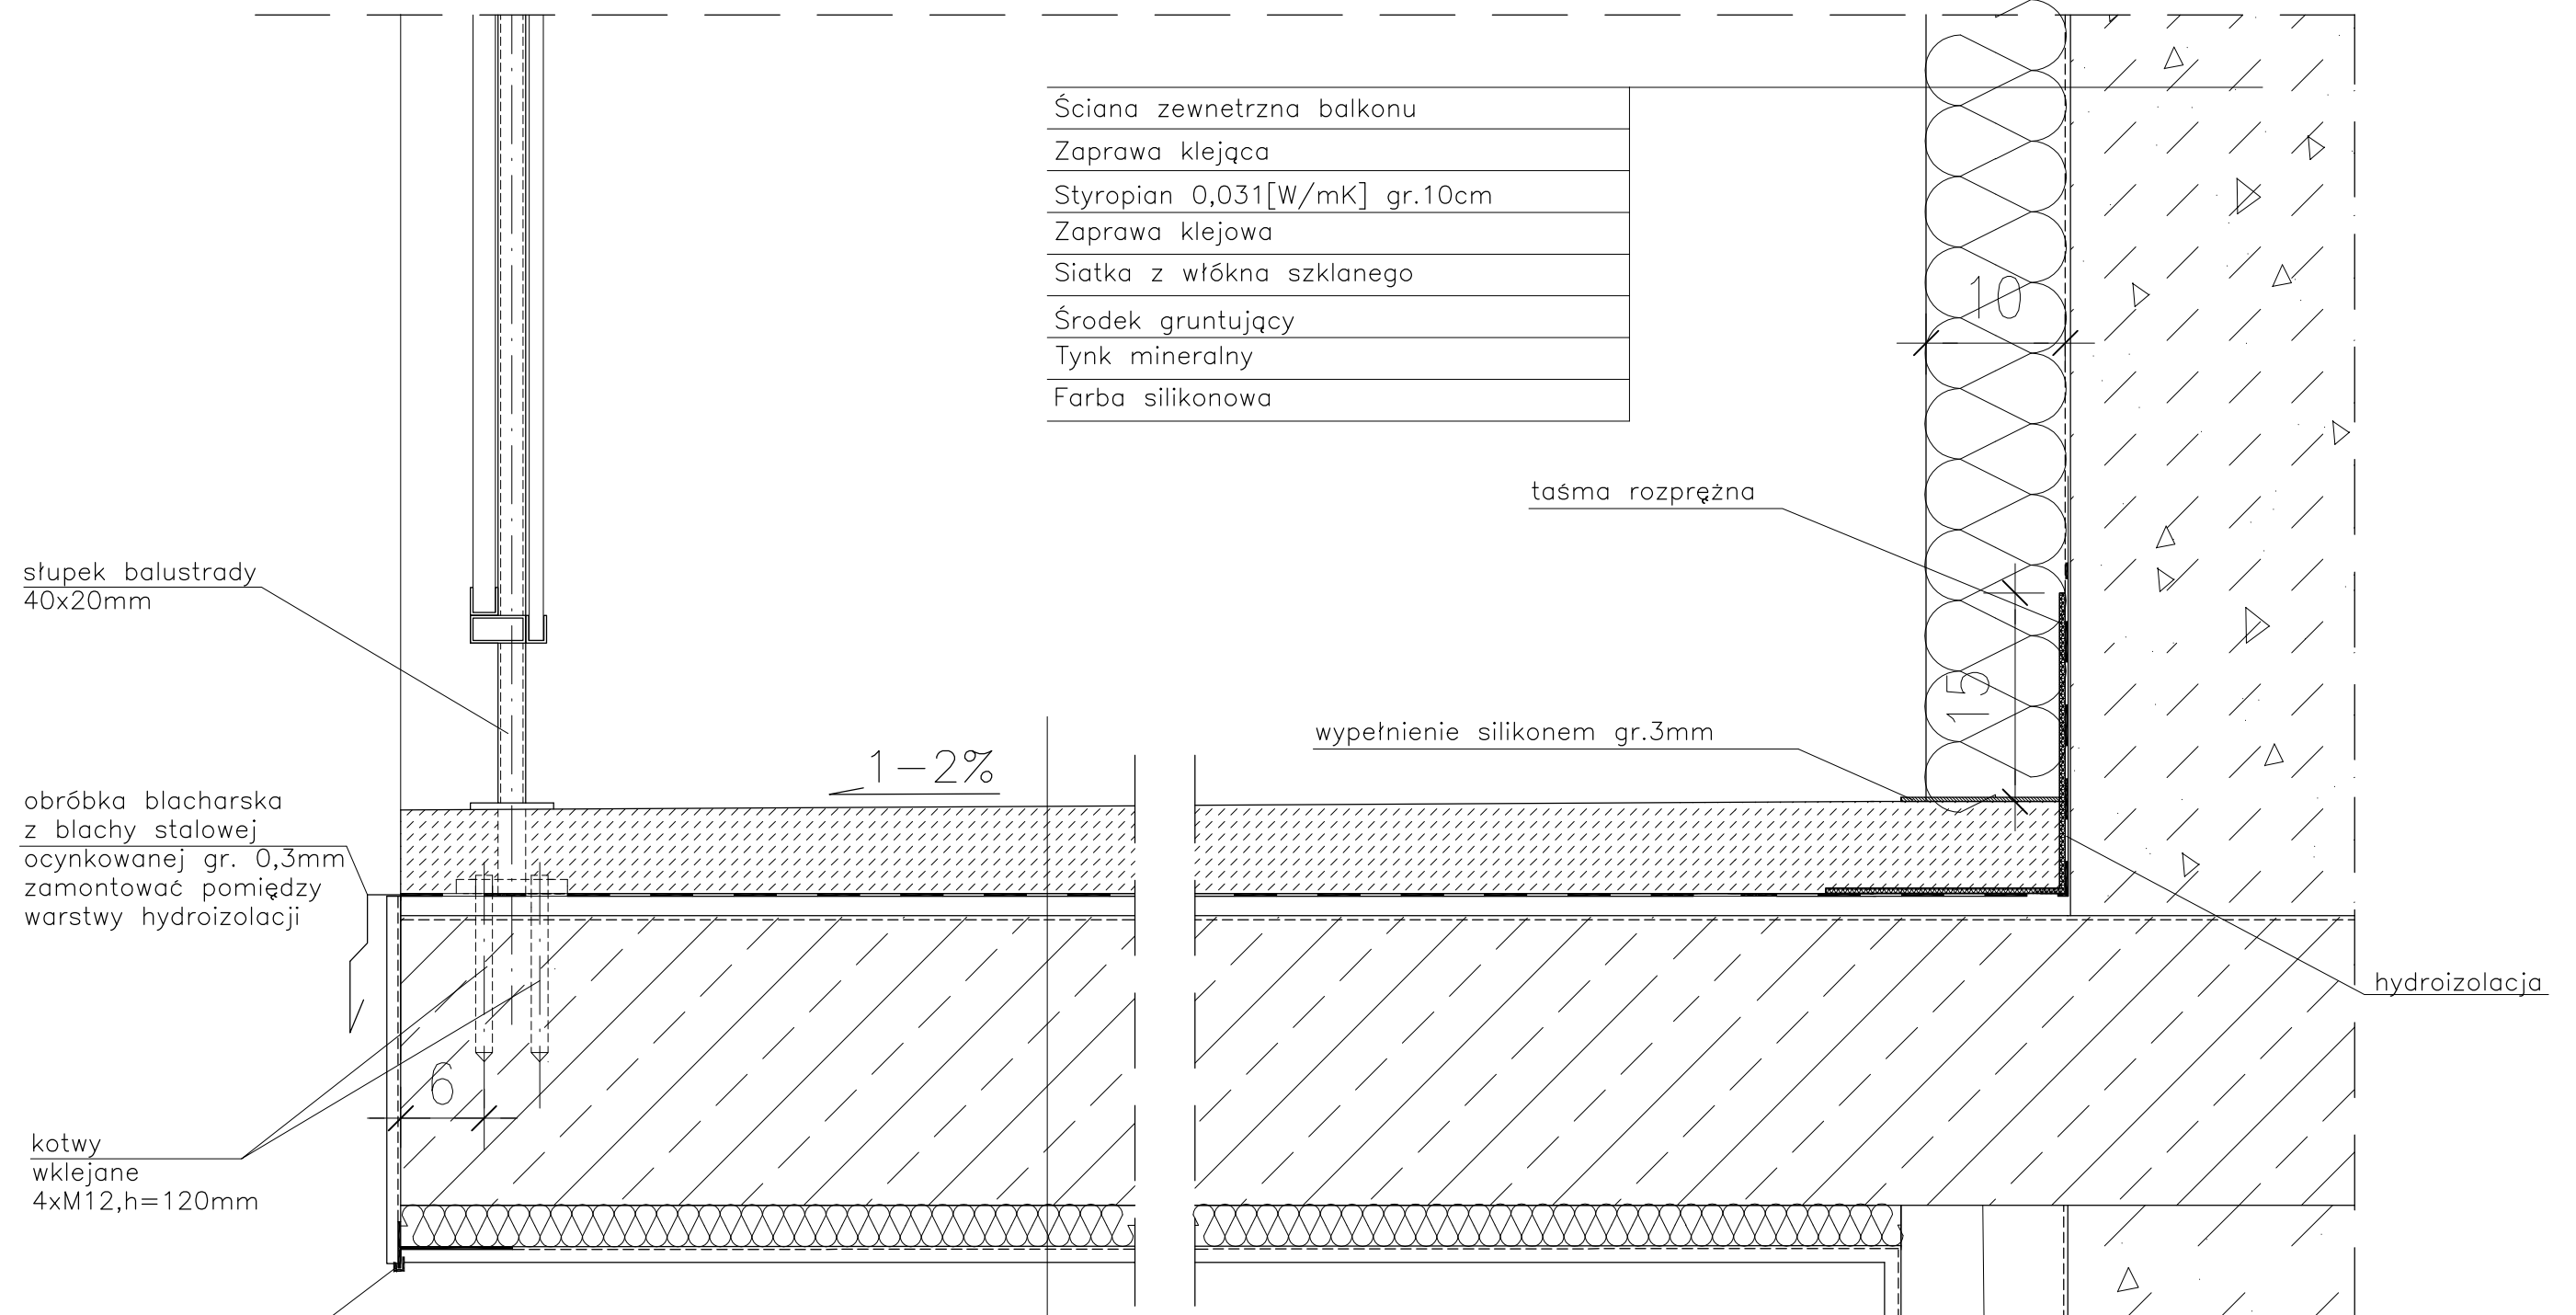 Ściana zewnetrzna balkonu
Zaprawa klejąca
Styropian 0,031[W/mK] gr.10cm
Zaprawa klejowa
Siatka z włókna szklanego
Środek gruntujący
Tynk mineralny
Farba silikonowa
10
taśma rozprężna
słupek balustrady
40x20mm
15
wypełnienie silikonem gr.3mm
1-2%
obróbka blacharska
z blachy stalowej
ocynkowanej gr. 0,3mm
zamontować pomiędzy
warstwy hydroizolacji
hydroizolacja
6
kotwy
wklejane
4xM12,h=120mm